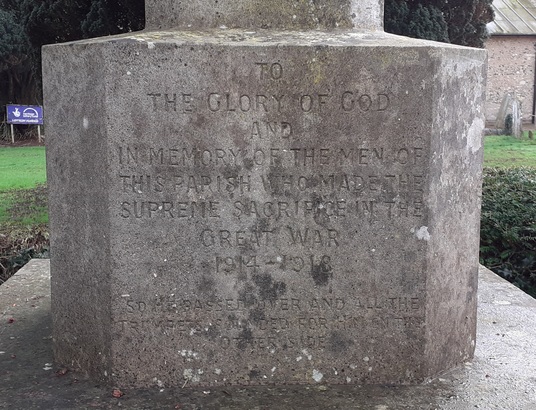 TO
THE GLORY OF GOD
AND
IN MEMORY OF THE MEN OF
THIS PARISH WHO MADE THE
SUPREME SACRIFICE IN THE
GREAT WAR
1914-1918
SO HE PASSED OVER AND ALL THE
TRUMPETS SOUNDED FOR HIM ON THE
OTHER SIDE